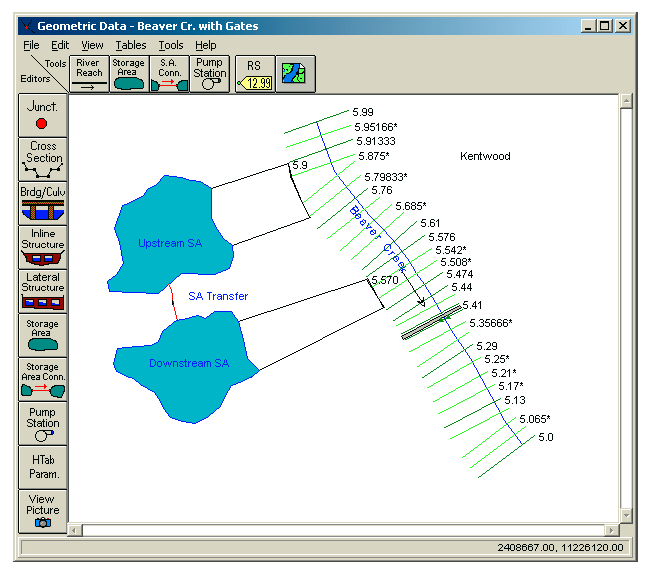 Geometric Data - Beaver Cr. with Gates
File Edit View Tables Tools Help
Tools
Editors
River
Reach
Storage
Area
S.A.
Conn.
Pump
Station
RS
12.99
Junct.
Cross
Section
Brdg/Culv
Inline
Structure
Lateral
Structure
Storage
Area
Storage
Area Conn.
Pump
Station
HTab
Param.
View
Picture
5.99
5.95166*
5.91333
5.875*
5.9
5.79833*
5.76
5.685*
5.61
5.576
5.542*
5.508*
5.474
5.44
5.570
5.41
5.35666*
5.29
5.25*
5.21*
5.17*
5.13
5.065*
5.0
Kentwood
Beaver Creek
Upstream SA
SA Transfer
Downstream SA
2408667.00, 11226120.00